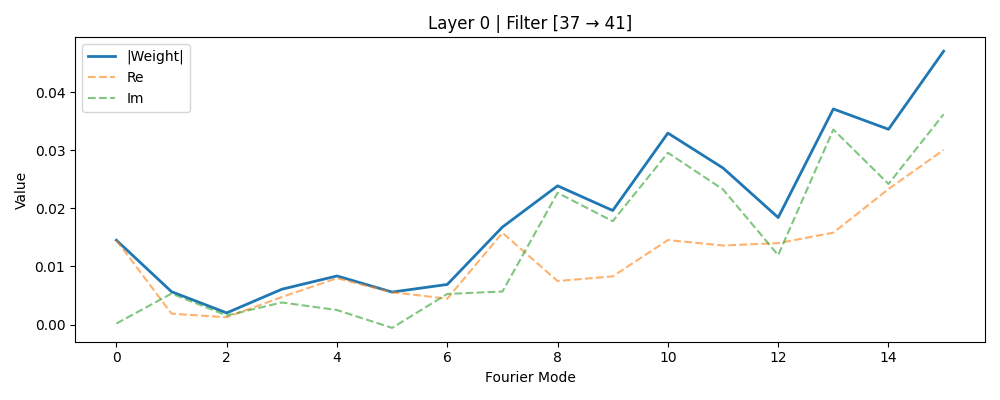 Layer 0 | Filter [37 → 41]
|Weight|
Re
Im
Value
0.04
0.03
0.02
0.01
0.00
0 2 4 6 8 10 12 14
Fourier Mode